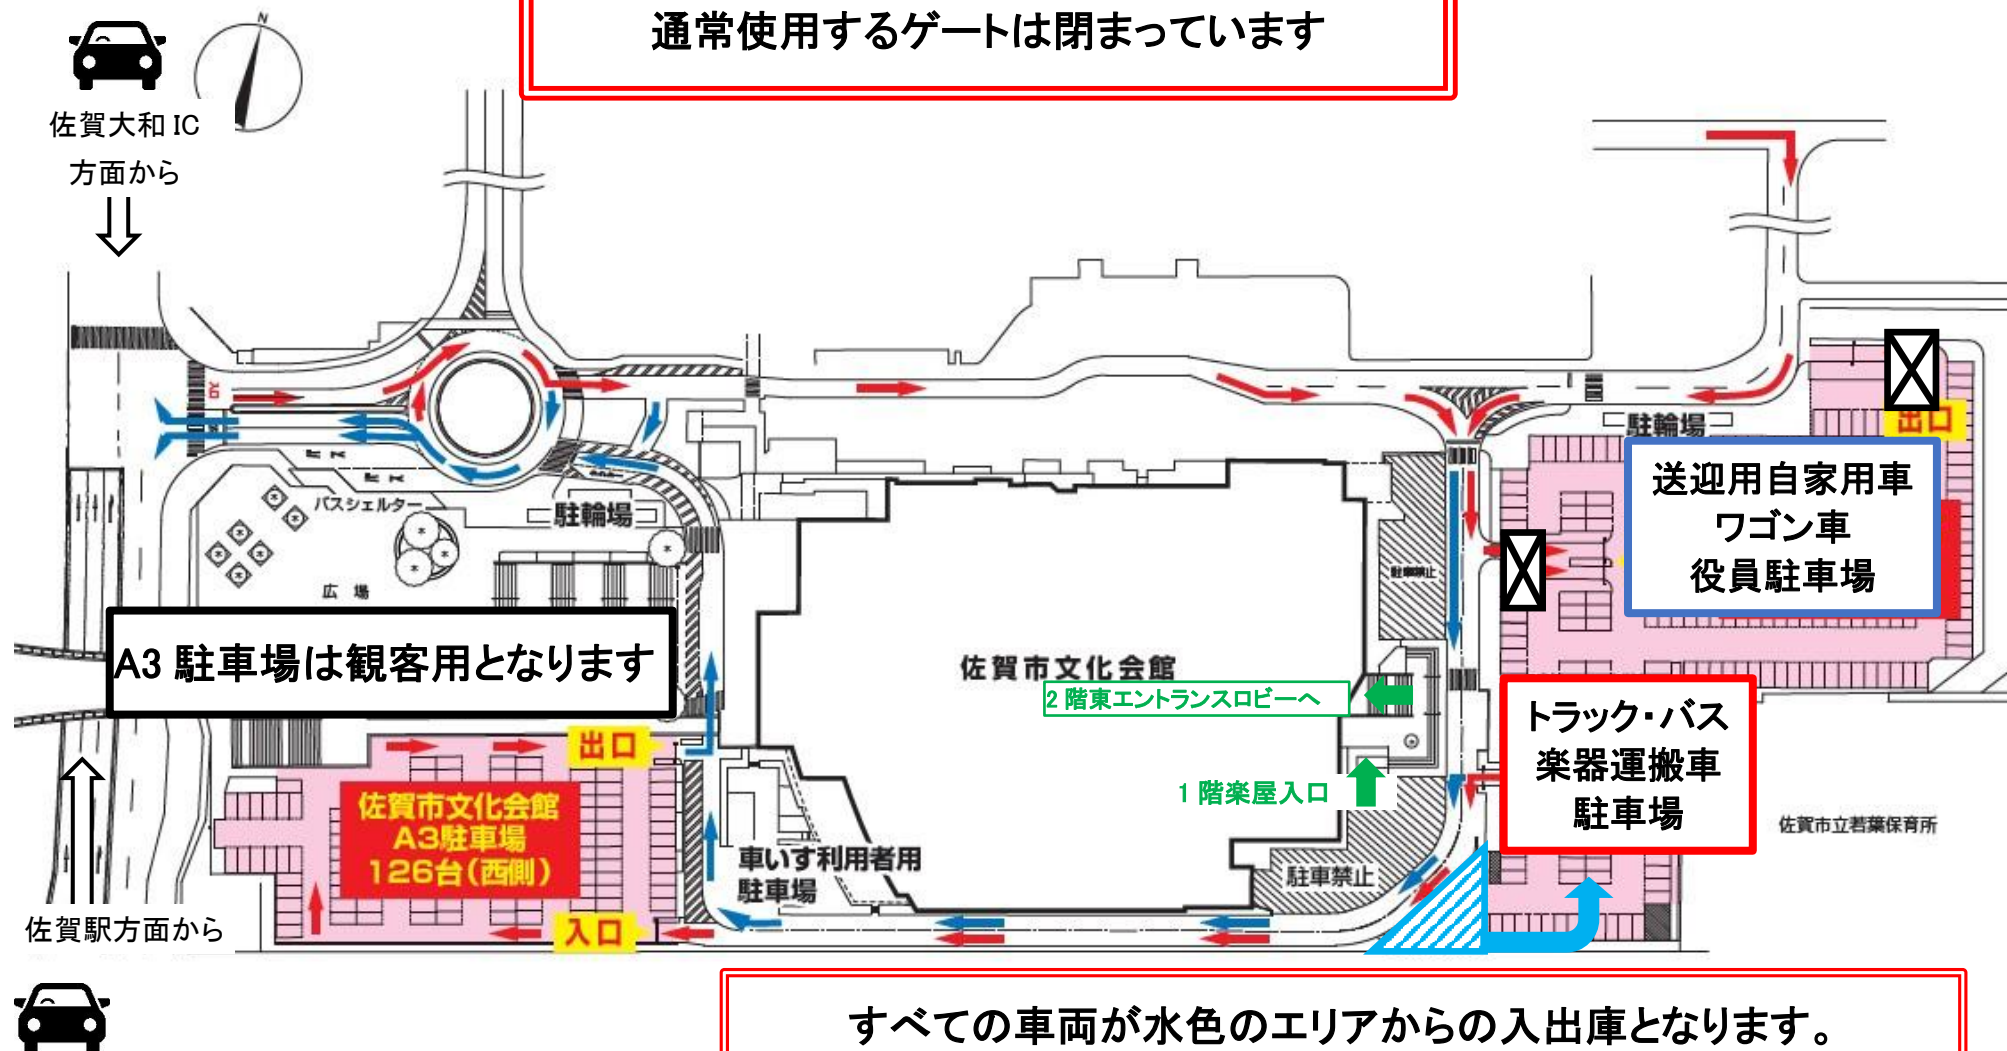 通常使用するゲートは閉まっています
N
佐賀大和 IC
方面から
入口
駐輪場
出口
送迎用自家用車
ワゴン車
役員駐車場
バスシェルター
駐輪場
広 場
駐車禁止
A3 駐車場は観客用となります
佐賀市文化会館
2 階東エントランスロビーへ
トラック・バス
楽器運搬車
駐車場
出口
1 階楽屋入口
佐賀市文化会館
A3駐車場
126台(西側)
佐賀市立若葉保育所
車いす利用者用
駐車場
駐車禁止
入口
佐賀駅方面から
すべての車両が水色のエリアからの入出庫となります。